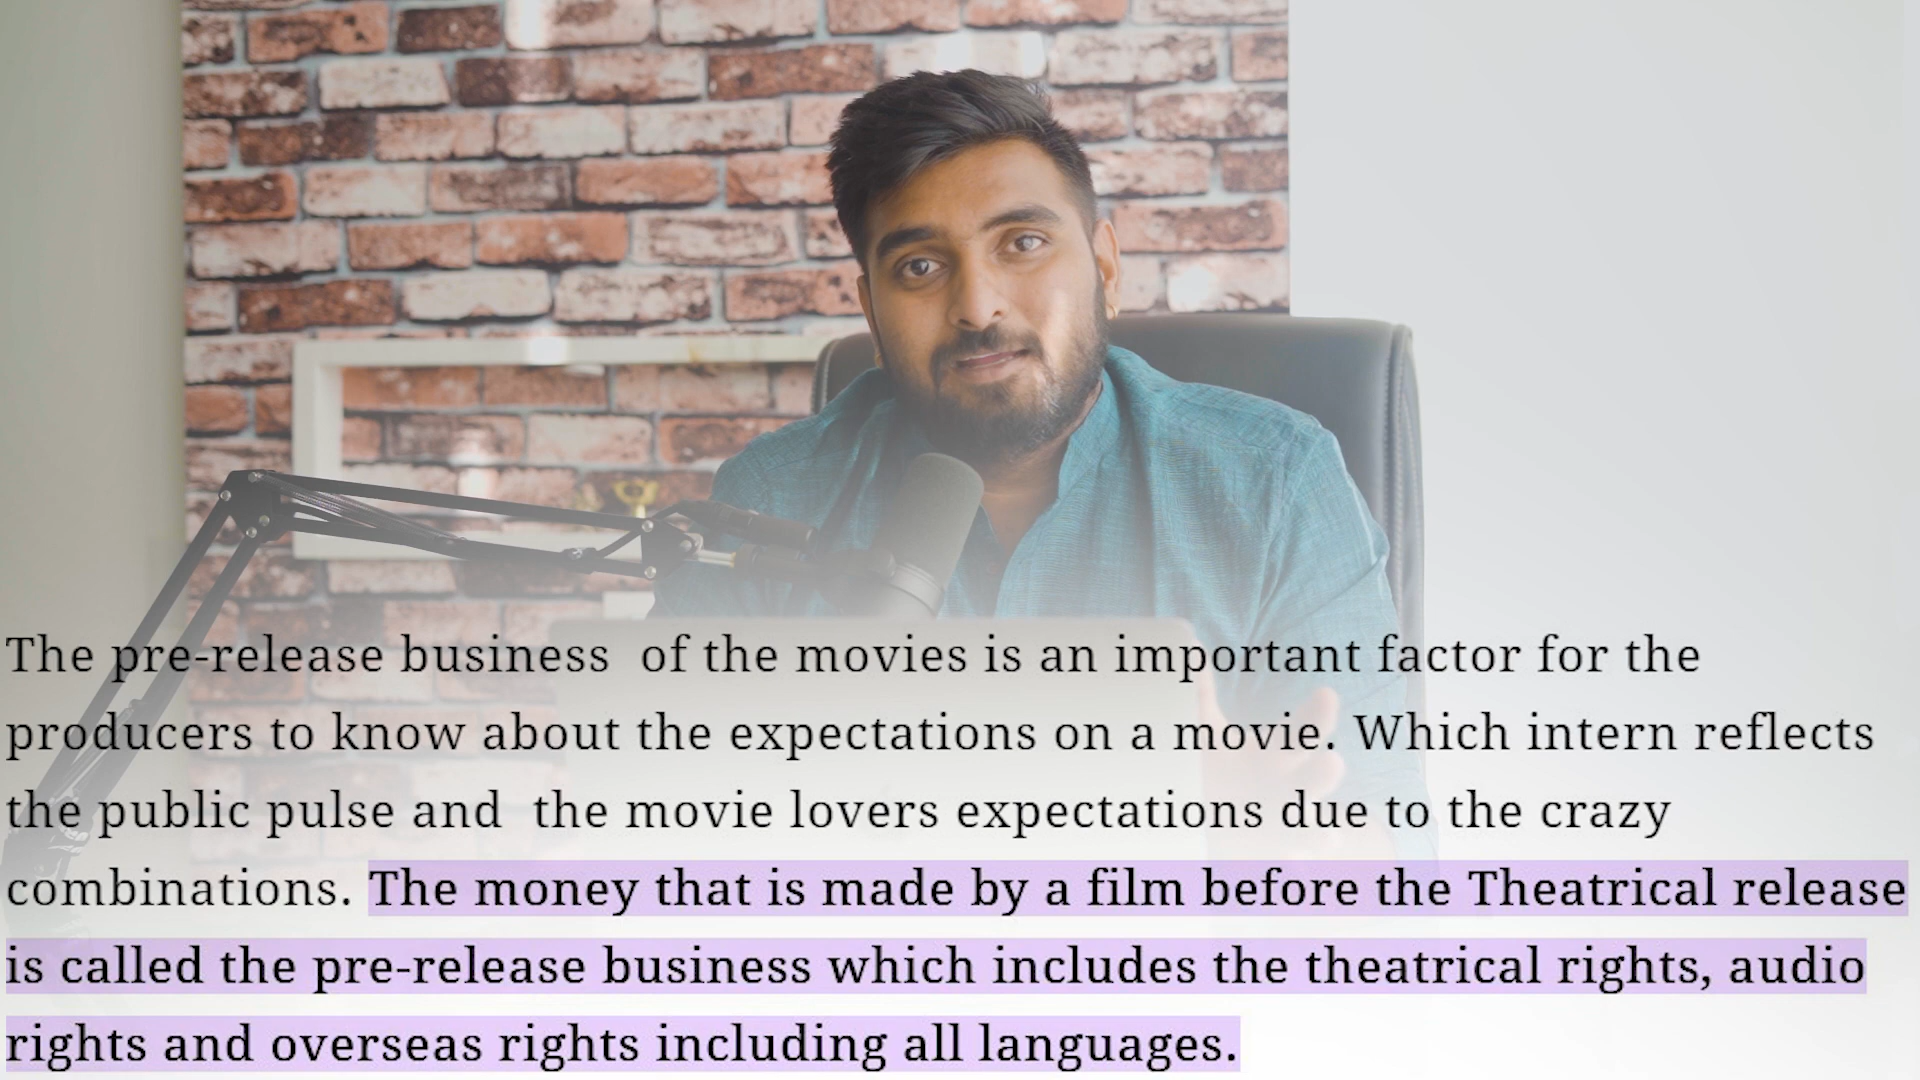 The pre-release business  of the movies is an important factor for the
producers to know about the expectations on a movie. Which intern reflects
the public pulse and  the movie lovers expectations due to the crazy
combinations. The money that is made by a film before the Theatrical release
is called the pre-release business which includes the theatrical rights, audio
rights and overseas rights including all languages.